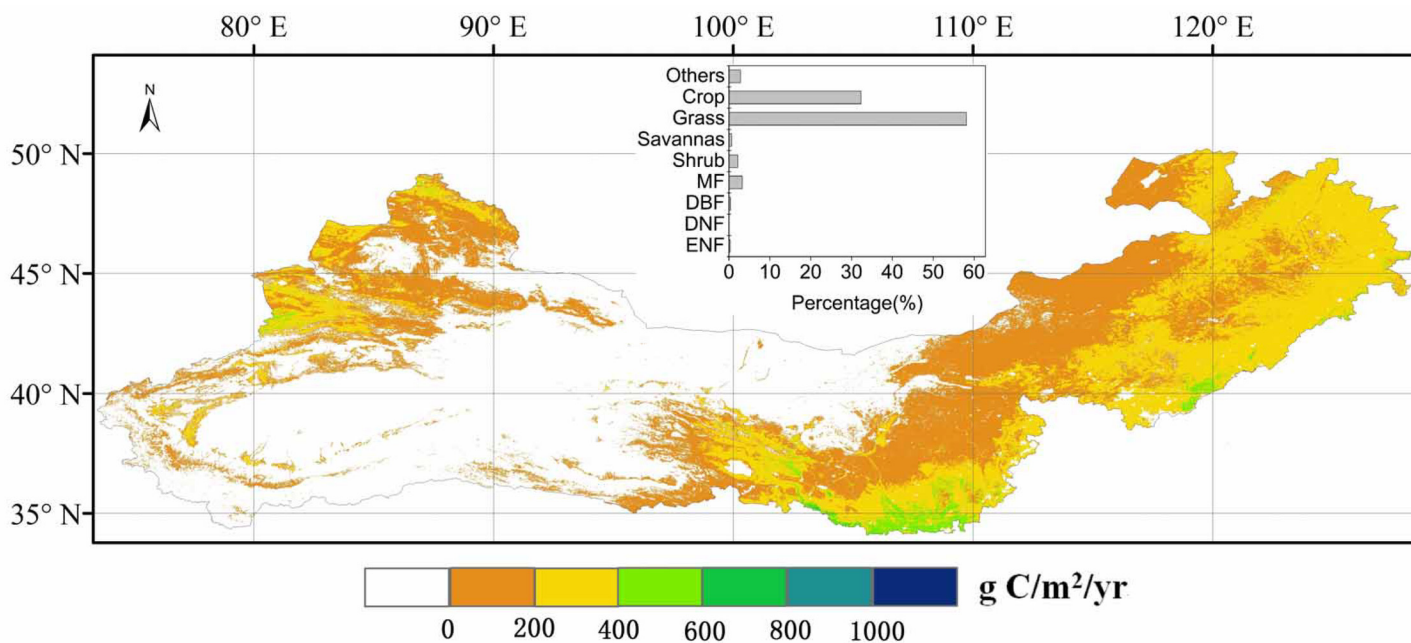 80° E 90° E 100° E 110° E 120° E
N
50° N
45° N
40° N
35° N
Others
Crop
Grass
Savannas
Shrub
MF
DBF
DNF
ENF
0 10 20 30 40 50 60
Percentage(%)
g C/m²/yr
0 200 400 600 800 1000